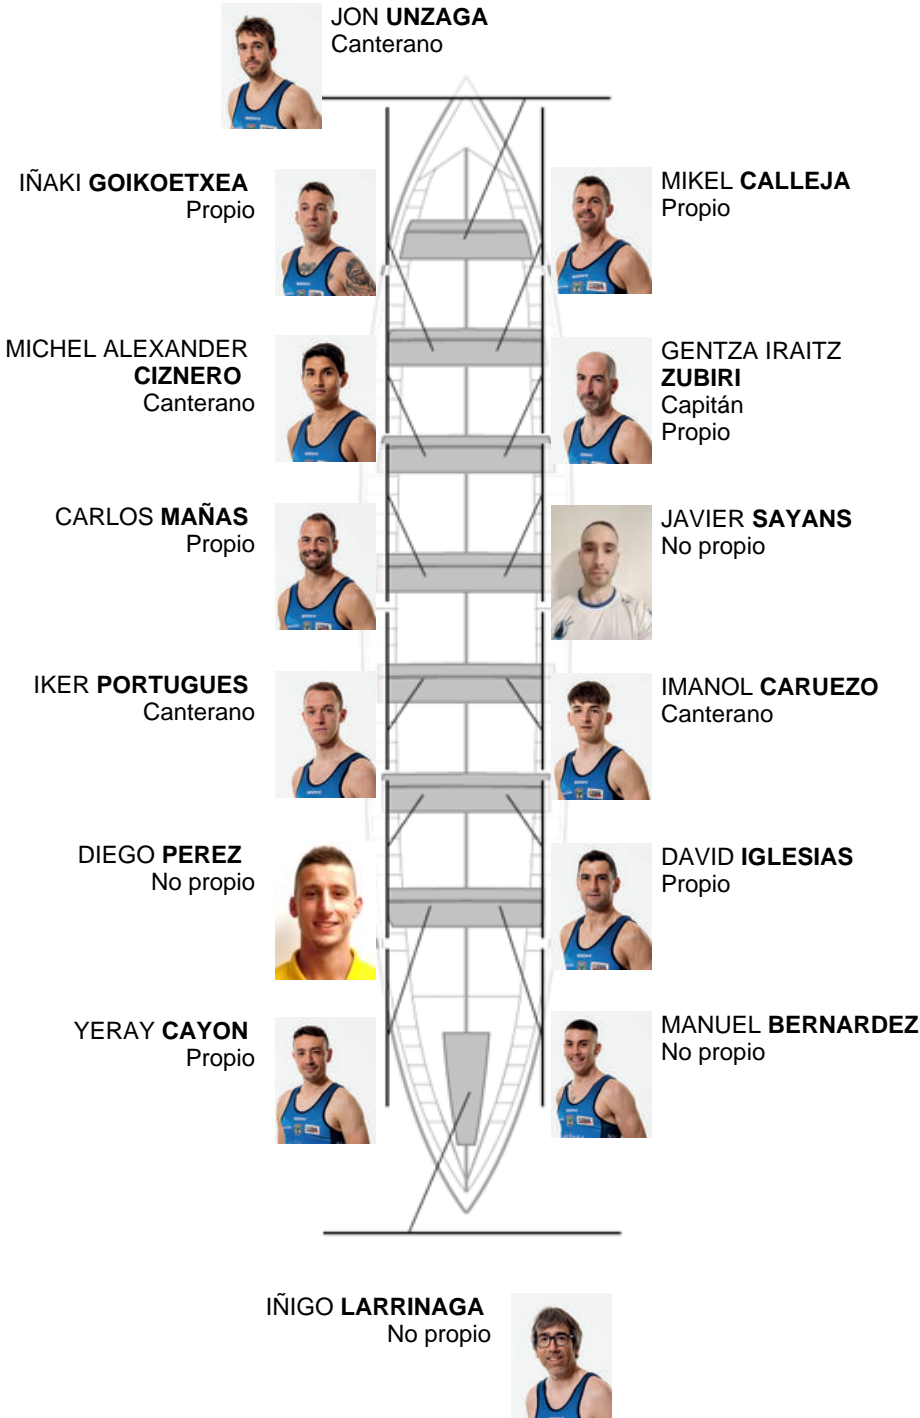 JON UNZAGA
Canterano
IÑAKI GOIKOETXEA
Propio
MIKEL CALLEJA
Propio
MICHEL ALEXANDER
CIZNERO
Canterano
GENTZA IRAITZ
ZUBIRI
Capitán
Propio
CARLOS MAÑAS
Propio
JAVIER SAYANS
No propio
IKER PORTUGUES
Canterano
IMANOL CARUEZO
Canterano
DIEGO PEREZ
No propio
DAVID IGLESIAS
Propio
YERAY CAYON
Propio
MANUEL BERNARDEZ
No propio
IÑIGO LARRINAGA
No propio